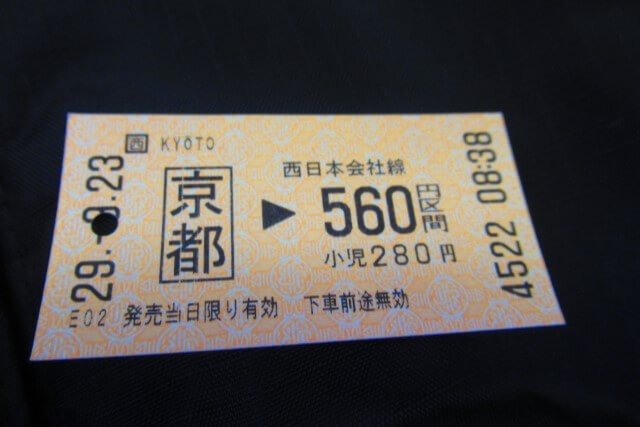 29.-9.23
西 KYŌTO
京都
西日本会社線
▶ 560円区間
小児280円
E02 発売当日限り有効 下車前途無効
4522 08:38